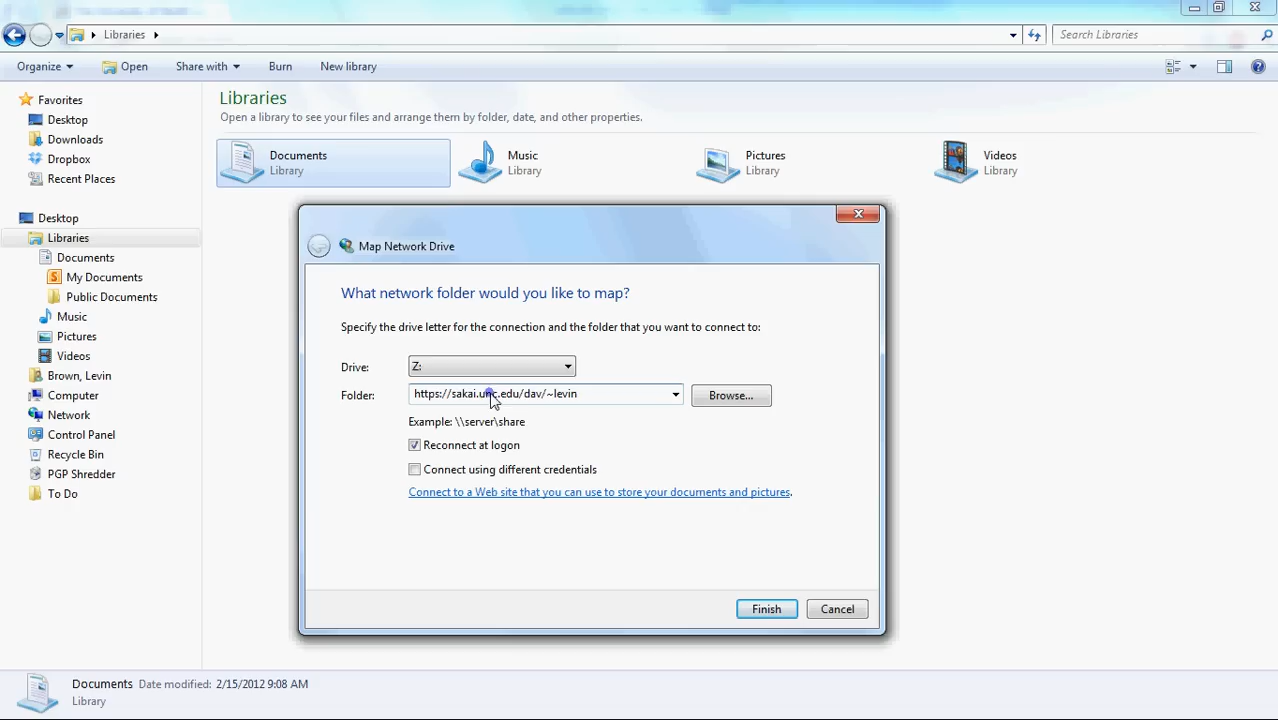 Libraries
Search Libraries
Organize
Open
Share with
Burn
New library
Favorites
Desktop
Downloads
Dropbox
Recent Places
Desktop
Libraries
Documents
My Documents
Public Documents
Music
Pictures
Videos
Brown, Levin
Computer
Network
Control Panel
Recycle Bin
PGP Shredder
To Do
Libraries
Open a library to see your files and arrange them by folder, date, and other properties.
Documents
Library
Music
Library
Pictures
Library
Videos
Library
Map Network Drive
What network folder would you like to map?
Specify the drive letter for the connection and the folder that you want to connect to:
Drive:
Z:
Folder:
https://sakai.unc.edu/dav/~levin
Browse...
Example: \\server\share
Reconnect at logon
Connect using different credentials
Connect to a Web site that you can use to store your documents and pictures.
Finish
Cancel
Documents Date modified: 2/15/2012 9:08 AM
Library